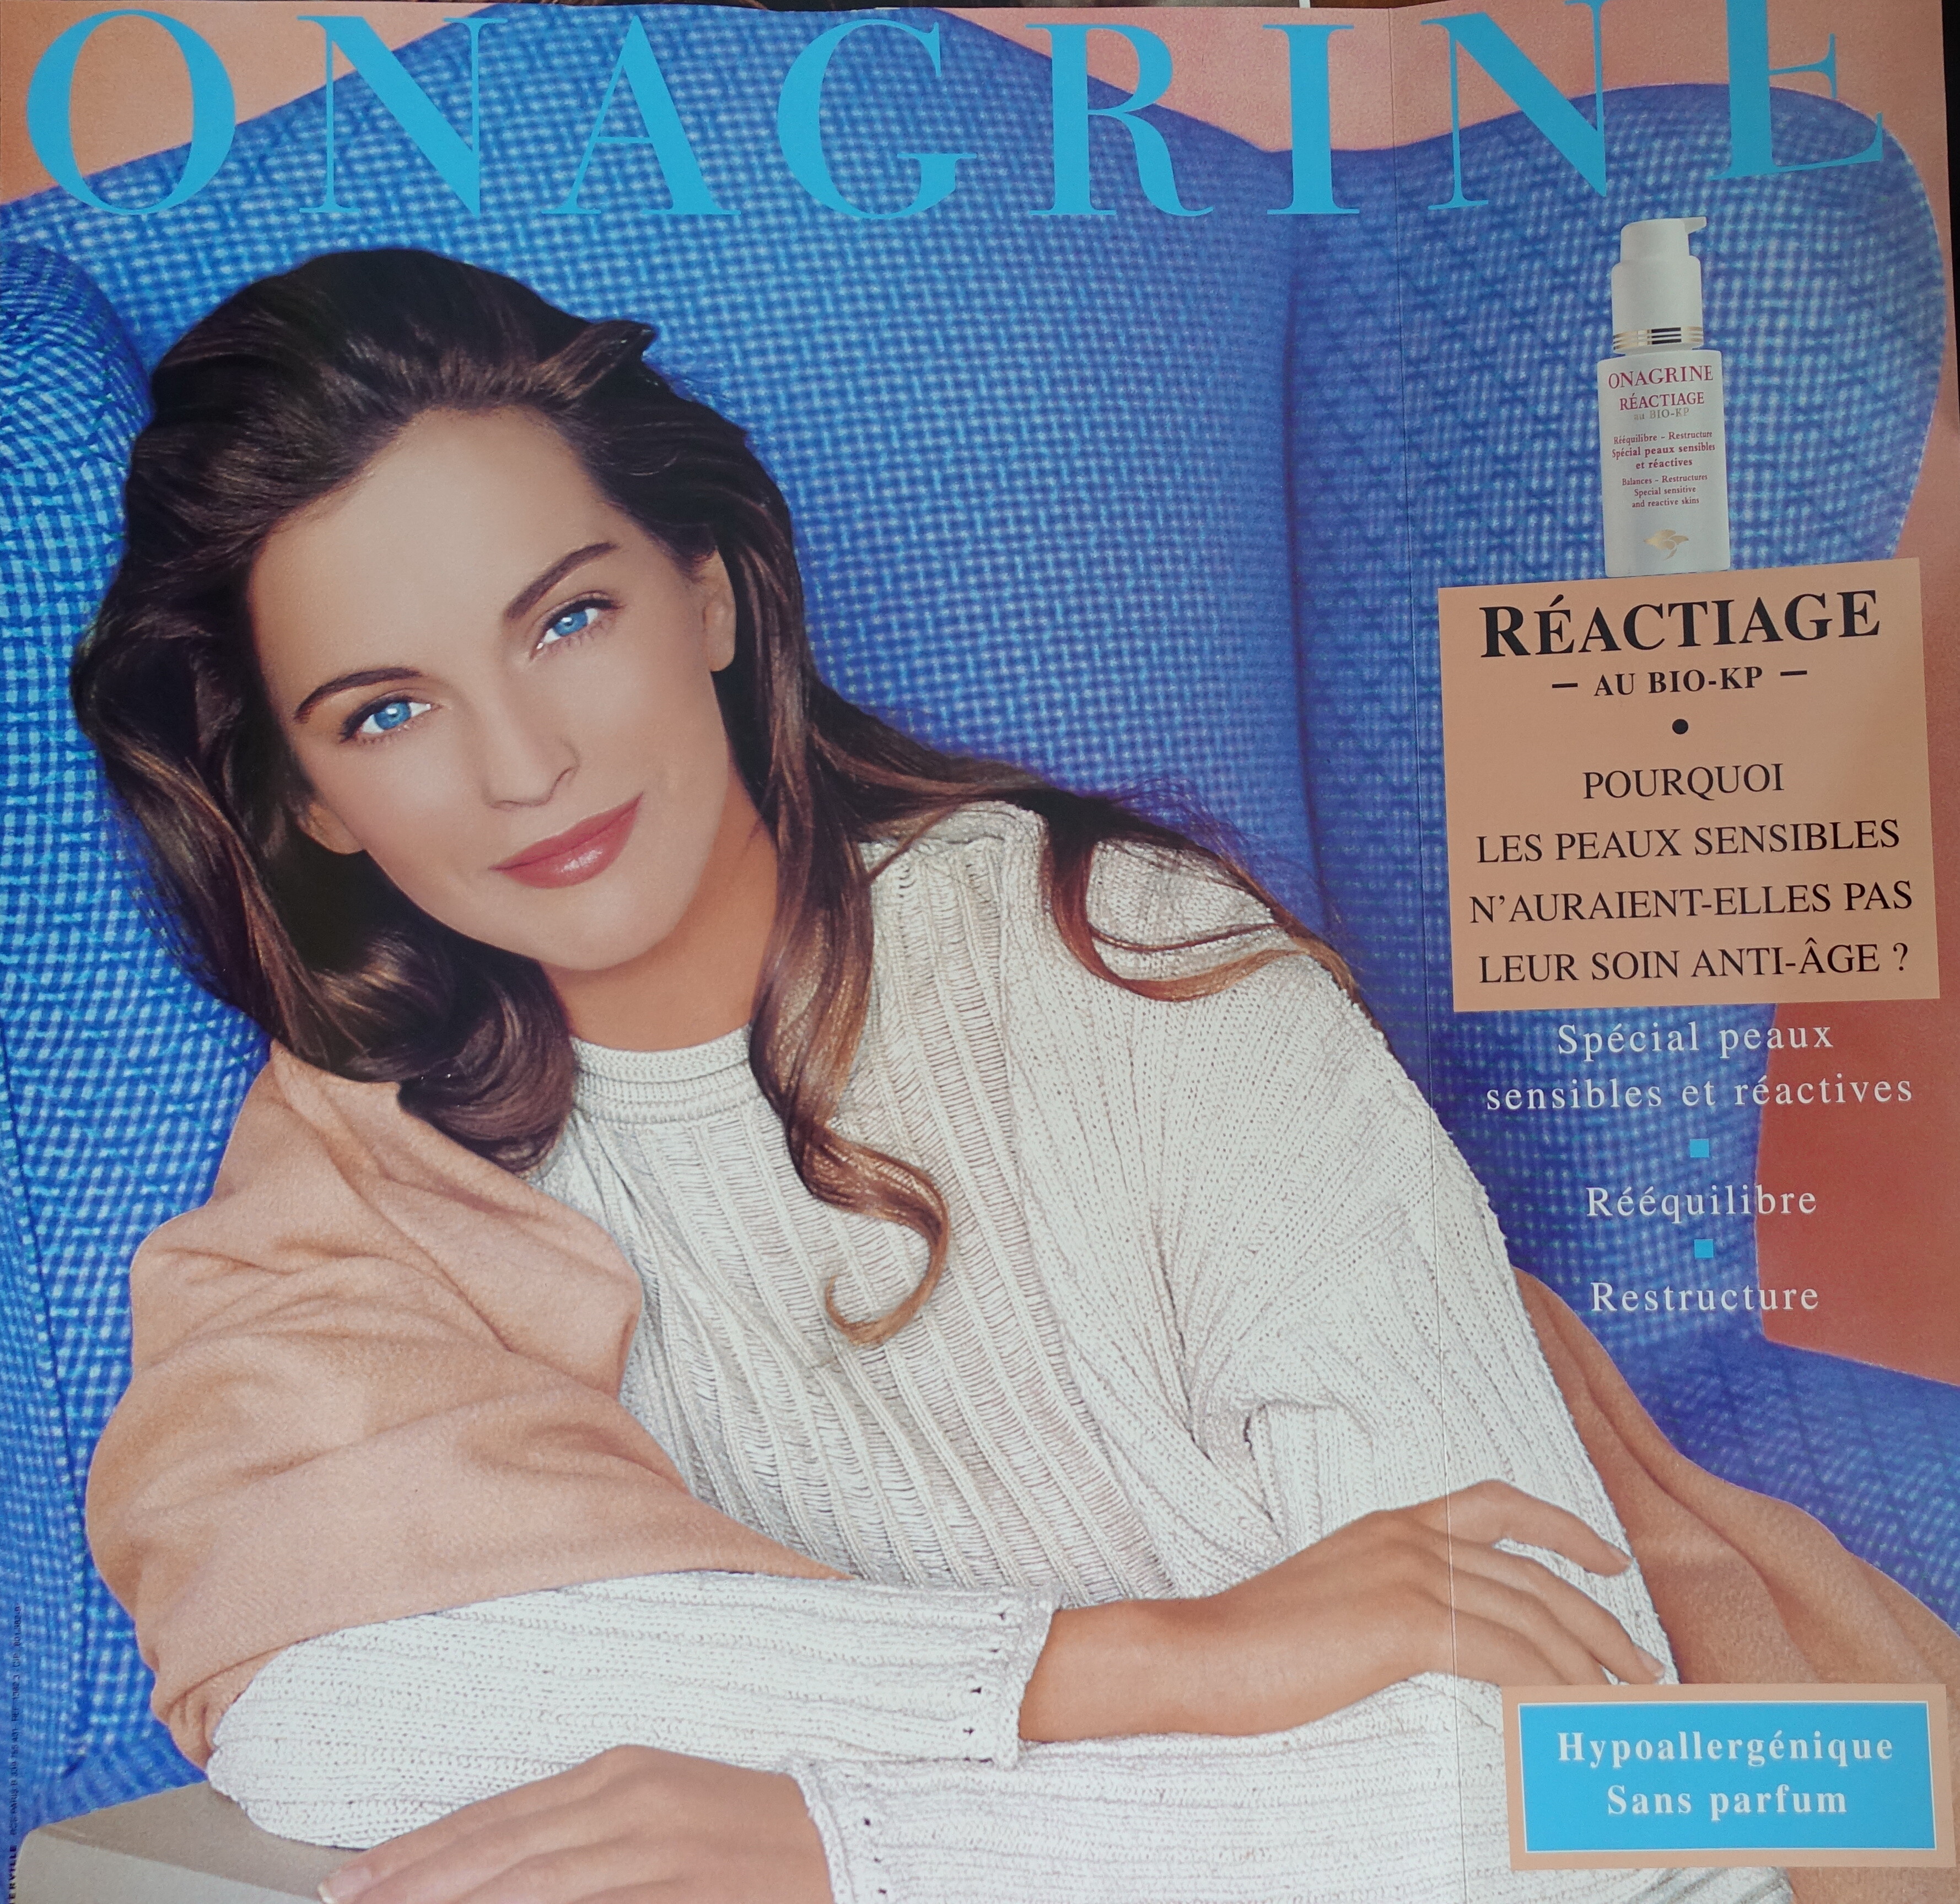 ONAGRINE
ONAGRINE
RÉACTIAGE
au BIO-KP
Rééquilibre - Restructure
Spécial peaux sensibles
et réactives
Balances - Restructures
Special sensitive
and reactive skins
RÉACTIAGE
— AU BIO-KP —
•
POURQUOI
LES PEAUX SENSIBLES
N'AURAIENT-ELLES PAS
LEUR SOIN ANTI-ÂGE ?
Spécial peaux
sensibles et réactives
Rééquilibre
Restructure
Hypoallergénique
Sans parfum